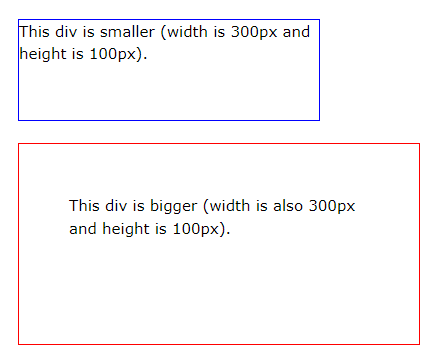 This div is smaller (width is 300px and
height is 100px).
This div is bigger (width is also 300px
and height is 100px).